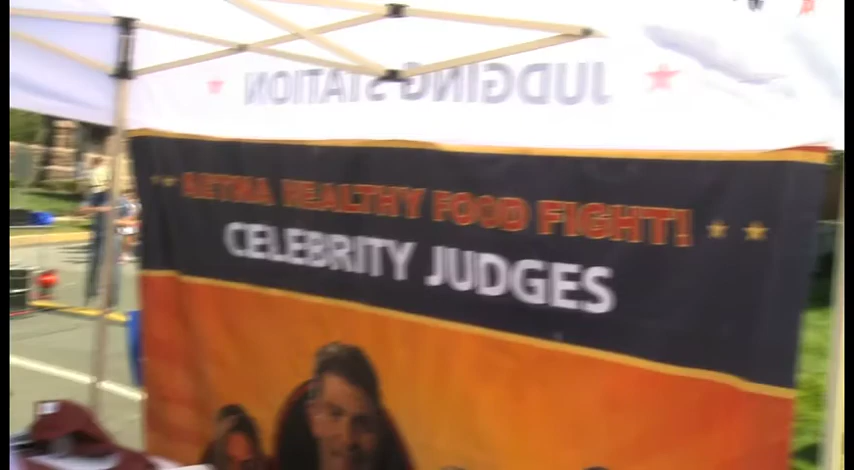 JUDGING STATION
AETNA HEALTHY FOOD FIGHT!
CELEBRITY JUDGES